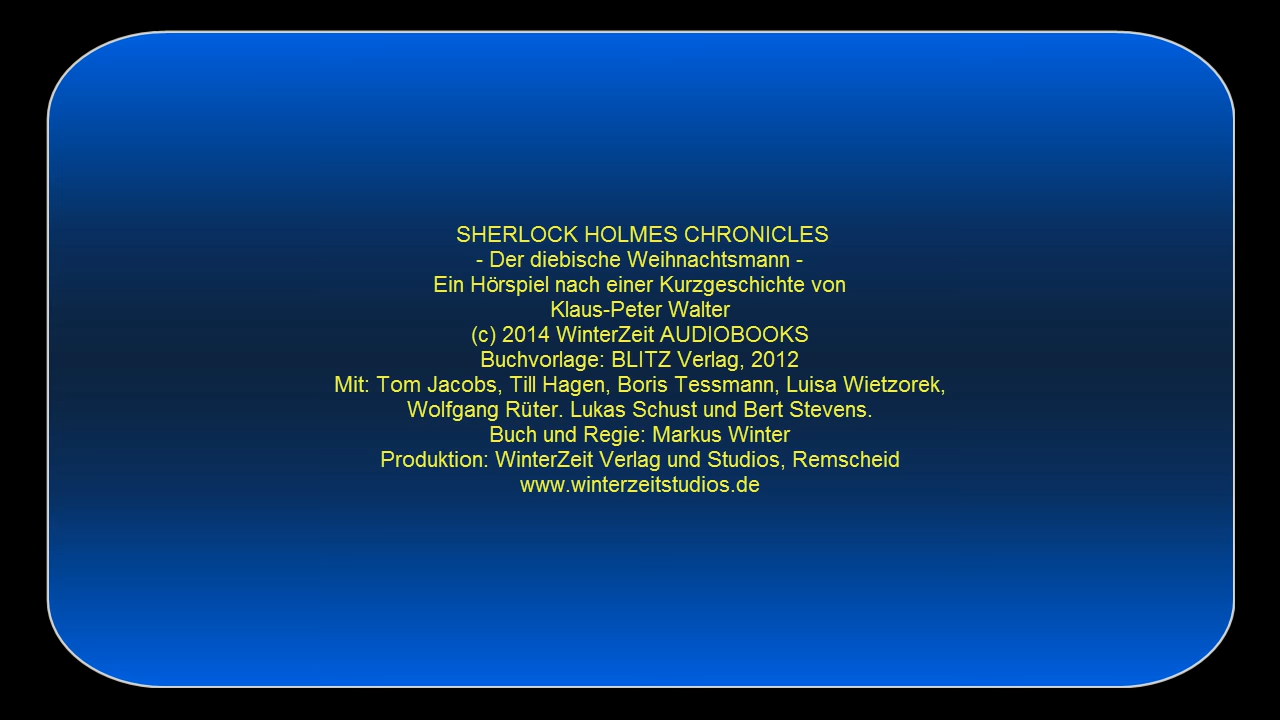 SHERLOCK HOLMES CHRONICLES
- Der diebische Weihnachtsmann -
Ein Hörspiel nach einer Kurzgeschichte von
Klaus-Peter Walter
(c) 2014 WinterZeit AUDIOBOOKS
Buchvorlage: BLITZ Verlag, 2012
Mit: Tom Jacobs, Till Hagen, Boris Tessmann, Luisa Wietzorek,
Wolfgang Rüter. Lukas Schust und Bert Stevens.
Buch und Regie: Markus Winter
Produktion: WinterZeit Verlag und Studios, Remscheid
www.winterzeitstudios.de